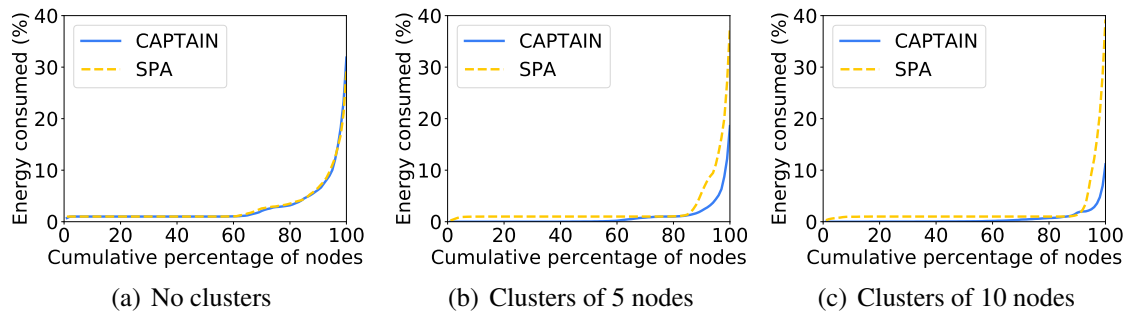 40
30
20
10
0
Energy consumed (%)
CAPTAIN
SPA
0 20 40 60 80 100
Cumulative percentage of nodes
(a) No clusters
40
30
20
10
0
Energy consumed (%)
CAPTAIN
SPA
0 20 40 60 80 100
Cumulative percentage of nodes
(b) Clusters of 5 nodes
40
30
20
10
0
Energy consumed (%)
CAPTAIN
SPA
0 20 40 60 80 100
Cumulative percentage of nodes
(c) Clusters of 10 nodes